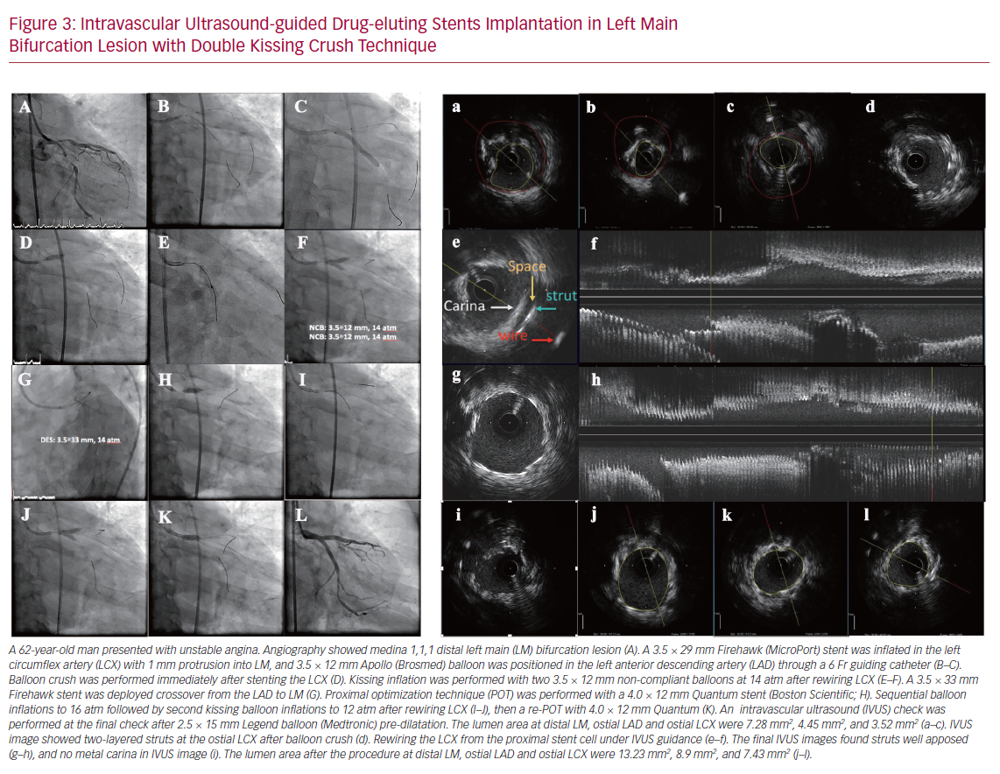 Figure 3: Intravascular Ultrasound-guided Drug-eluting Stents Implantation in Left Main
Bifurcation Lesion with Double Kissing Crush Technique
A
B
C
D
E
F
NCB: 3.5*12 mm, 14 atm
NCB: 3.5*12 mm, 14 atm
G
DES: 3.5*33 mm, 14 atm
H
I
J
K
L
a
b
c
d
e
Space
Carina
strut
wire
f
g
h
i
j
k
l
A 62-year-old man presented with unstable angina. Angiography showed medina 1,1,1 distal left main (LM) bifurcation lesion (A). A 3.5 × 29 mm Firehawk (MicroPort) stent was inflated in the left
circumflex artery (LCX) with 1 mm protrusion into LM, and 3.5 × 12 mm Apollo (Brosmed) balloon was positioned in the left anterior descending artery (LAD) through a 6 Fr guiding catheter (B–C).
Balloon crush was performed immediately after stenting the LCX (D). Kissing inflation was performed with two 3.5 × 12 mm non-compliant balloons at 14 atm after rewiring LCX (E–F). A 3.5 × 33 mm
Firehawk stent was deployed crossover from the LAD to LM (G). Proximal optimization technique (POT) was performed with a 4.0 × 12 mm Quantum stent (Boston Scientific; H). Sequential balloon
inflations to 16 atm followed by second kissing balloon inflations to 12 atm after rewiring LCX (I–J), then a re-POT with 4.0 × 12 mm Quantum (K). An intravascular ultrasound (IVUS) check was
performed at the final check after 2.5 × 15 mm Legend balloon (Medtronic) pre-dilatation. The lumen area at distal LM, ostial LAD and ostial LCX were 7.28 mm², 4.45 mm², and 3.52 mm² (a–c). IVUS
image showed two-layered struts at the ostial LCX after balloon crush (d). Rewiring the LCX from the proximal stent cell under IVUS guidance (e–f). The final IVUS images found struts well apposed
(g–h), and no metal carina in IVUS image (i). The lumen area after the procedure at distal LM, ostial LAD and ostial LCX were 13.23 mm², 8.9 mm², and 7.43 mm² (j–l).